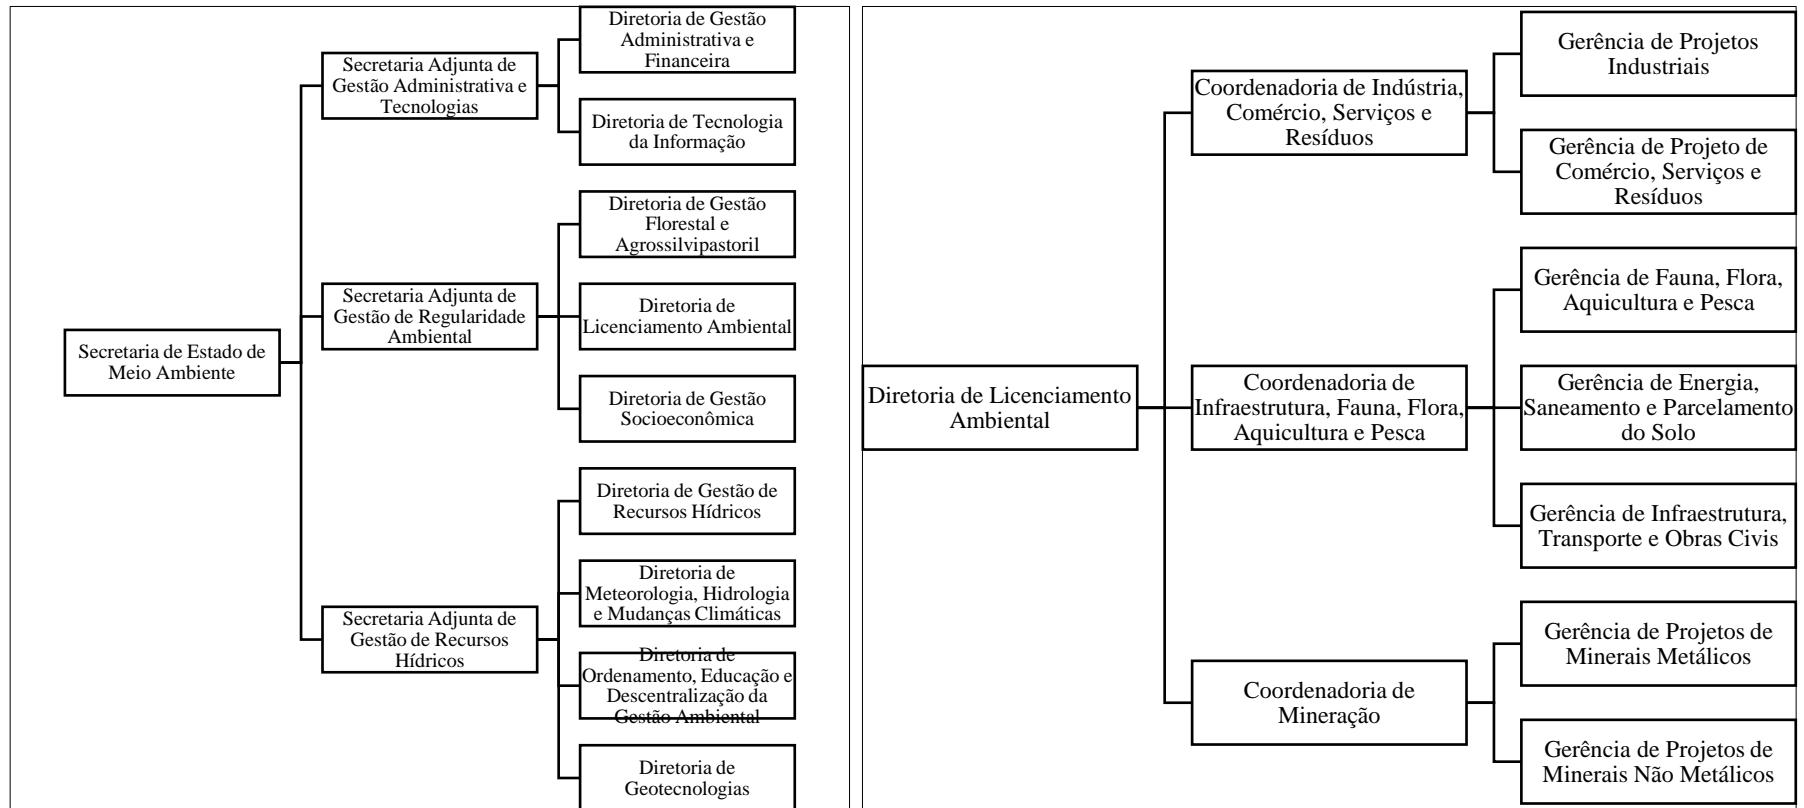 Secretaria de Estado de
Meio Ambiente
Secretaria Adjunta de
Gestão Administrativa e
Tecnologias
Diretoria de Gestão
Administrativa e
Financeira
Diretoria de Tecnologia
da Informação
Secretaria Adjunta de
Gestão de Regularidade
Ambiental
Diretoria de Gestão
Florestal e
Agrossilvipastoril
Diretoria de
Licenciamento Ambiental
Diretoria de Gestão
Socioeconômica
Secretaria Adjunta de
Gestão de Recursos
Hídricos
Diretoria de Gestão de
Recursos Hídricos
Diretoria de
Meteorologia, Hidrologia
e Mudanças Climáticas
Diretoria de
Ordenamento, Educação e
Descentralização da
Gestão Ambiental
Diretoria de
Geotecnologias
Diretoria de Licenciamento
Ambiental
Coordenadoria de Indústria,
Comércio, Serviços e
Resíduos
Gerência de Projetos
Industriais
Gerência de Projeto de
Comércio, Serviços e
Resíduos
Coordenadoria de
Infraestrutura, Fauna, Flora,
Aquicultura e Pesca
Gerência de Fauna, Flora,
Aquicultura e Pesca
Gerência de Energia,
Saneamento e Parcelamento
do Solo
Gerência de Infraestrutura,
Transporte e Obras Civis
Coordenadoria de
Mineração
Gerência de Projetos de
Minerais Metálicos
Gerência de Projetos de
Minerais Não Metálicos